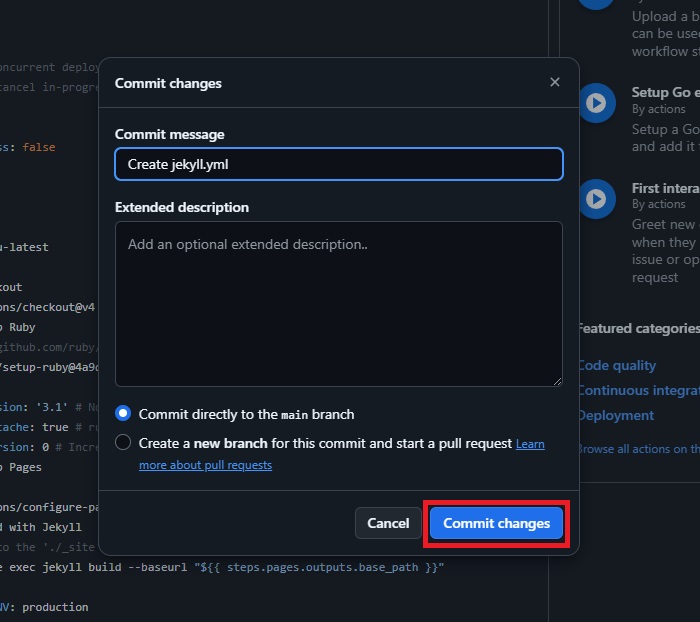 Upload a b
can be used
workflow st
oncurrent deploy
cancel in-progre
Commit changes
Setup Go e
By actions
Setup a Go
and add it t
Commit message
Create jekyll.yml
ss: false
First intera
By actions
Greet new
when they
issue or op
request
Extended description
Add an optional extended description..
u-latest
kout
ons/checkout@v4
p Ruby
github.com/ruby/
/setup-ruby@4a9d
Featured categories
Code quality
Continuous integrat
Deployment
Browse all actions on th
sion: '3.1' # No
cache: true # r
rsion: 0 # Incre
p Pages
Commit directly to the main branch
Create a new branch for this commit and start a pull request Learn
more about pull requests
ons/configure-pa
d with Jekyll
to the './_site
e exec jekyll build --baseurl "${{ steps.pages.outputs.base_path }}"
NV: production
Cancel
Commit changes